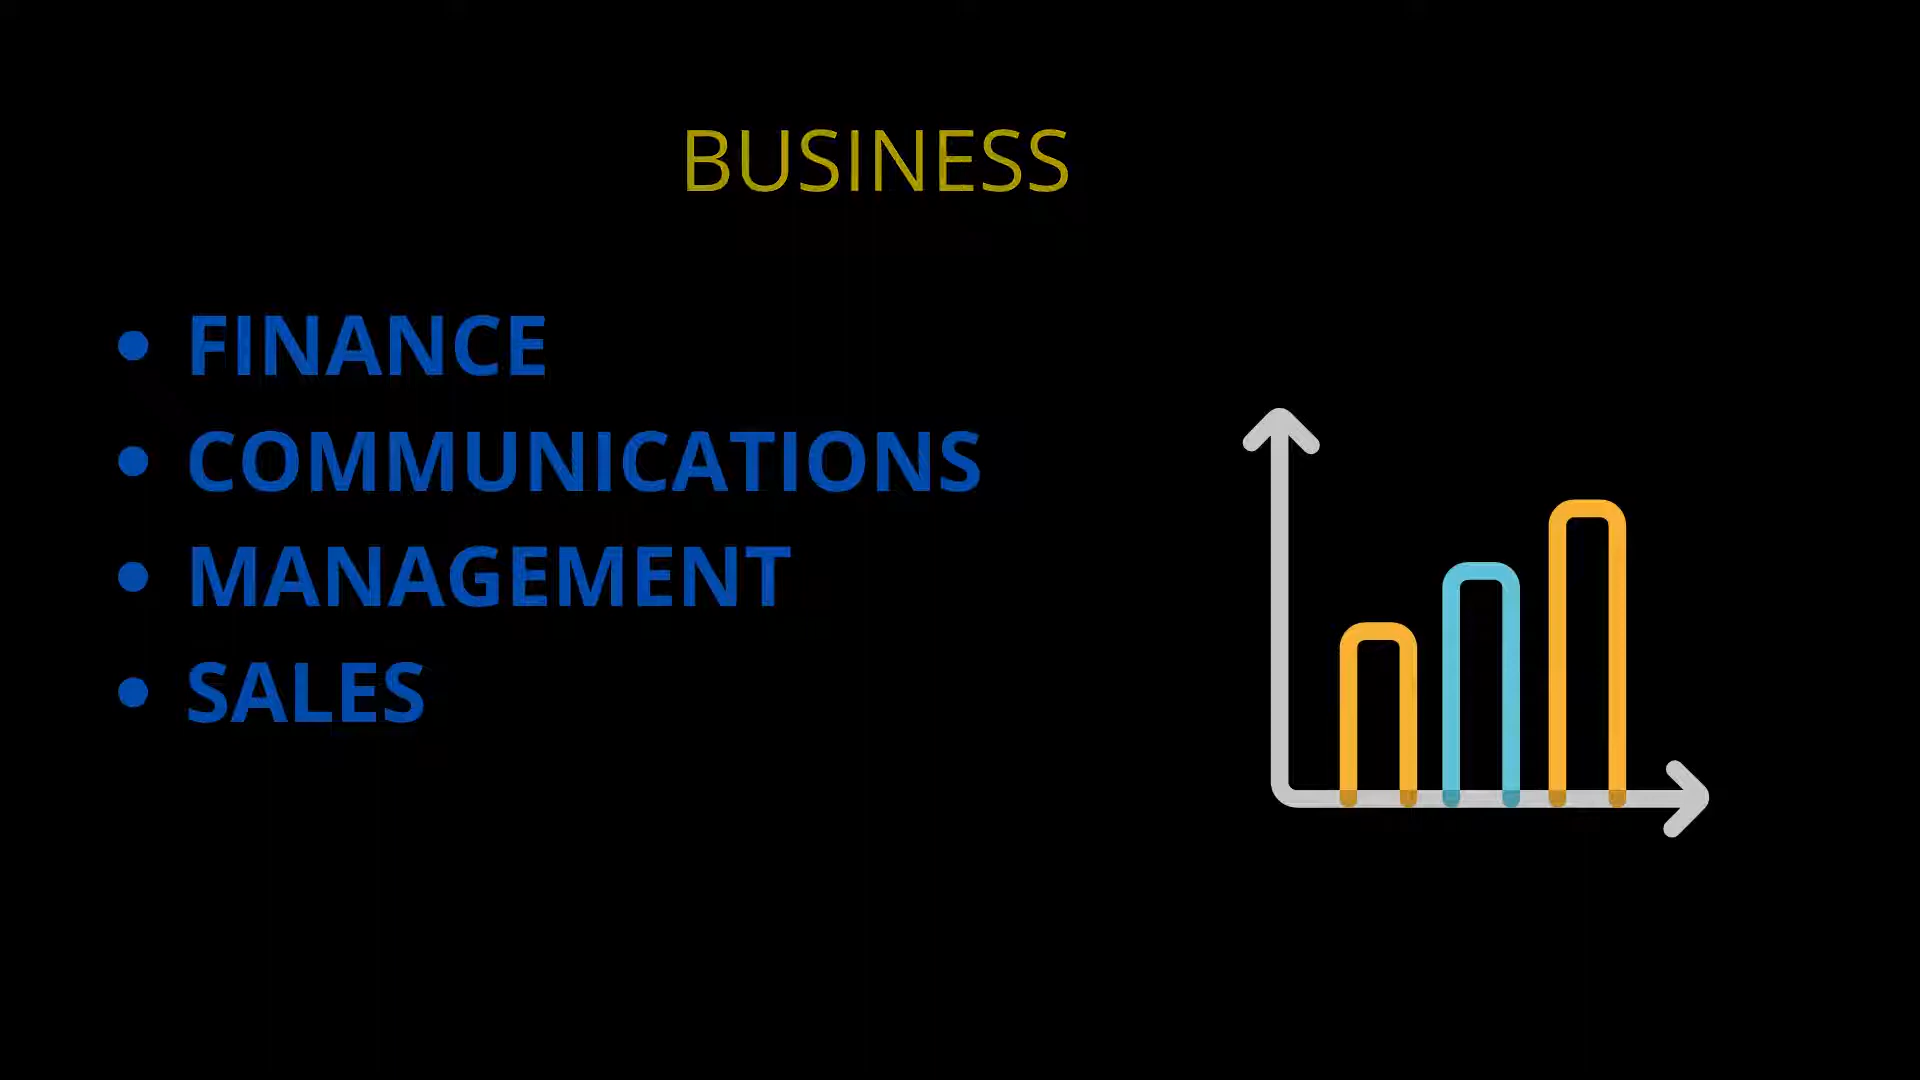 BUSINESS
• FINANCE
• COMMUNICATIONS
• MANAGEMENT
• SALES